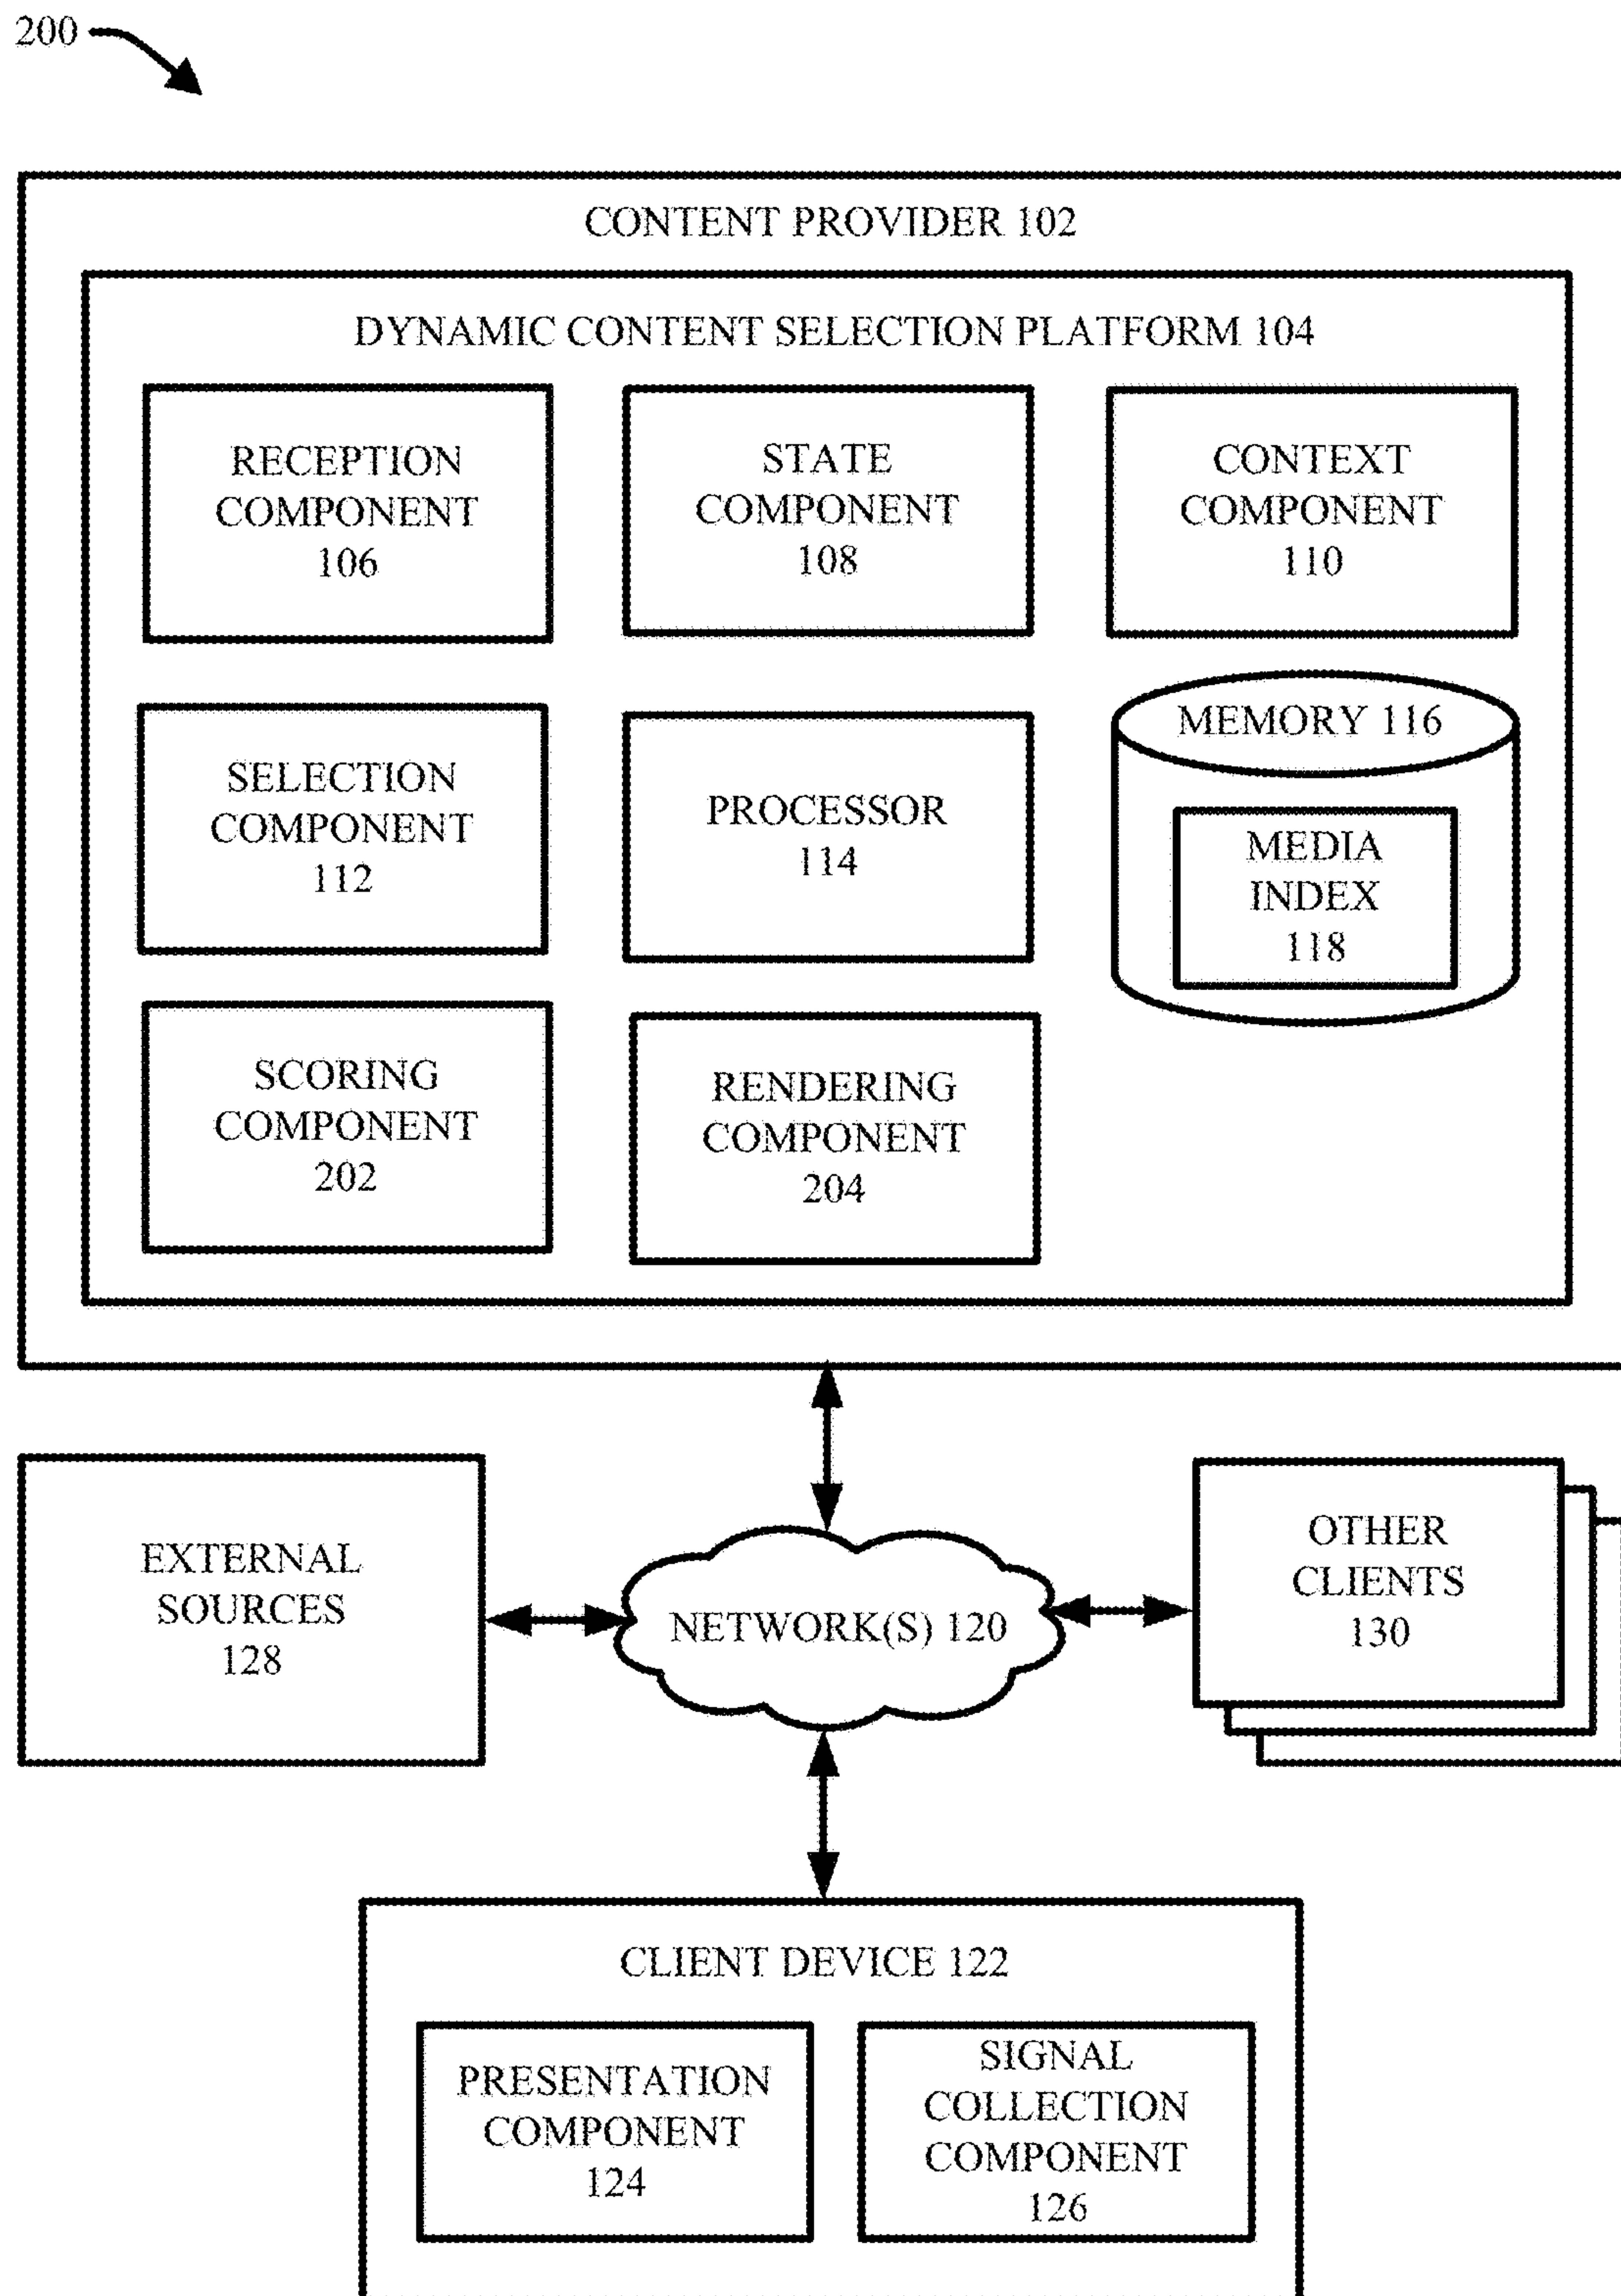 200
CONTENT PROVIDER 102
DYNAMIC CONTENT SELECTION PLATFORM 104
RECEPTION
COMPONENT
106
STATE
COMPONENT
108
CONTEXT
COMPONENT
110
SELECTION
COMPONENT
112
PROCESSOR
114
MEMORY 116
MEDIA
INDEX
118
SCORING
COMPONENT
202
RENDERING
COMPONENT
204
EXTERNAL
SOURCES
128
NETWORK(S) 120
OTHER
CLIENTS
130
CLIENT DEVICE 122
PRESENTATION
COMPONENT
124
SIGNAL
COLLECTION
COMPONENT
126